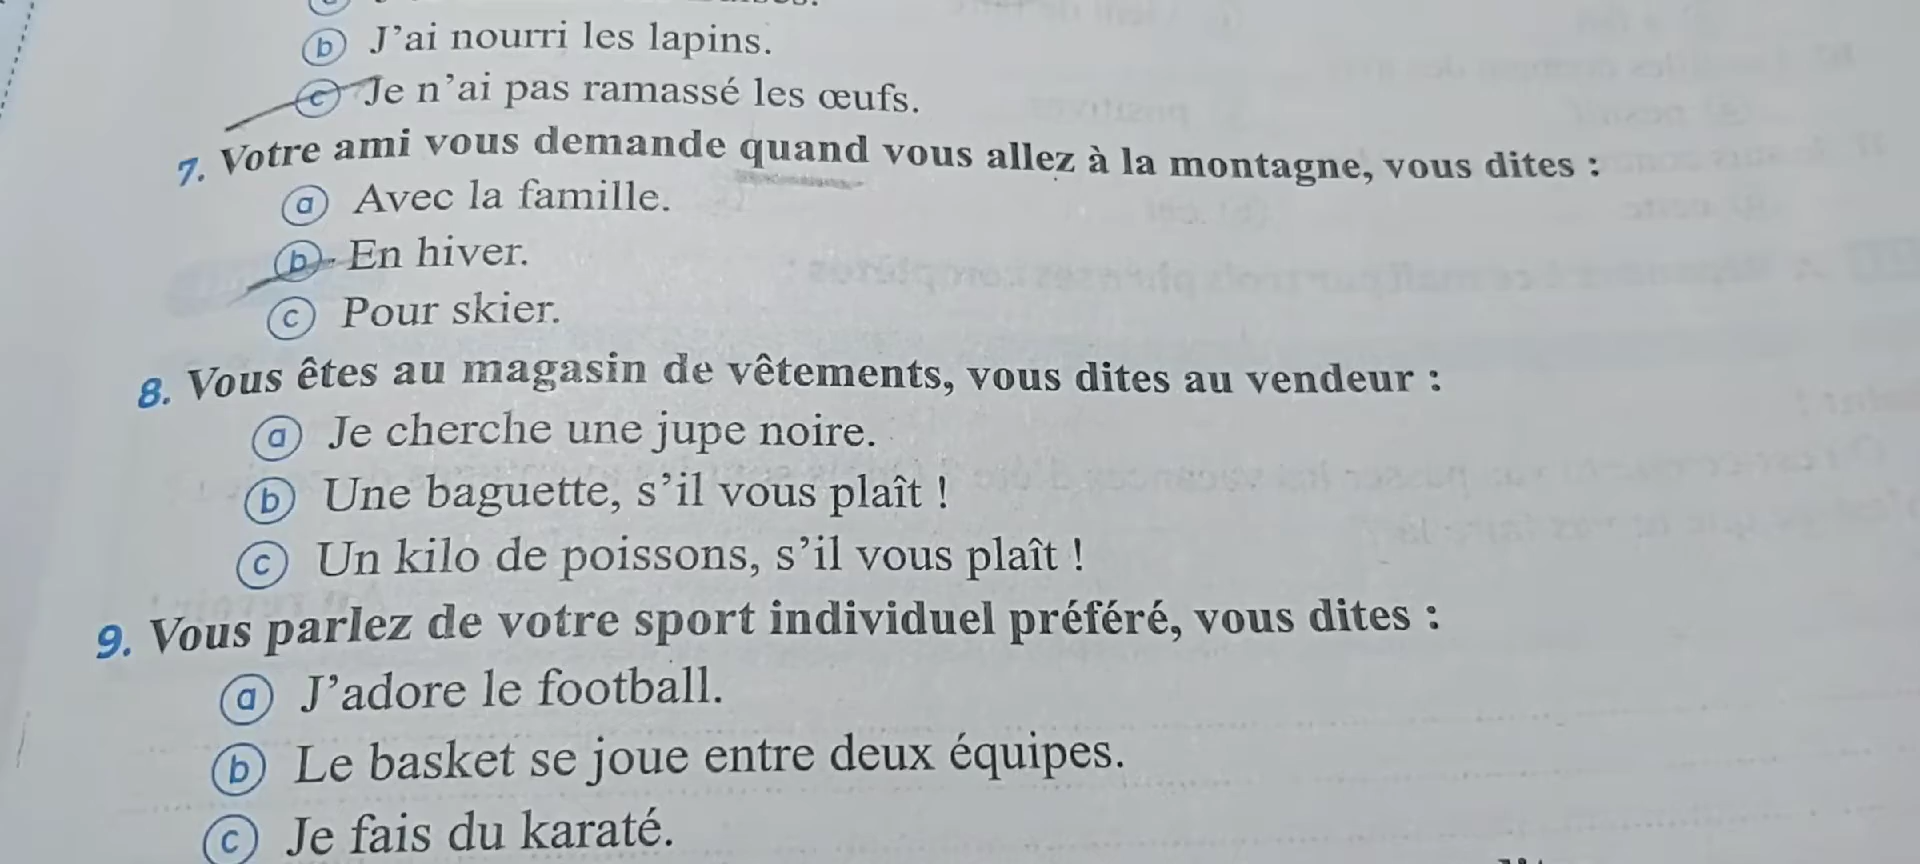 b J'ai nourri les lapins.
c Je n'ai pas ramassé les œufs.
7. Votre ami vous demande quand vous allez à la montagne, vous dites :
a Avec la famille.
b En hiver.
c Pour skier.
8. Vous êtes au magasin de vêtements, vous dites au vendeur :
a Je cherche une jupe noire.
b Une baguette, s'il vous plaît !
c Un kilo de poissons, s'il vous plaît !
9. Vous parlez de votre sport individuel préféré, vous dites :
a J'adore le football.
b Le basket se joue entre deux équipes.
c Je fais du karaté.